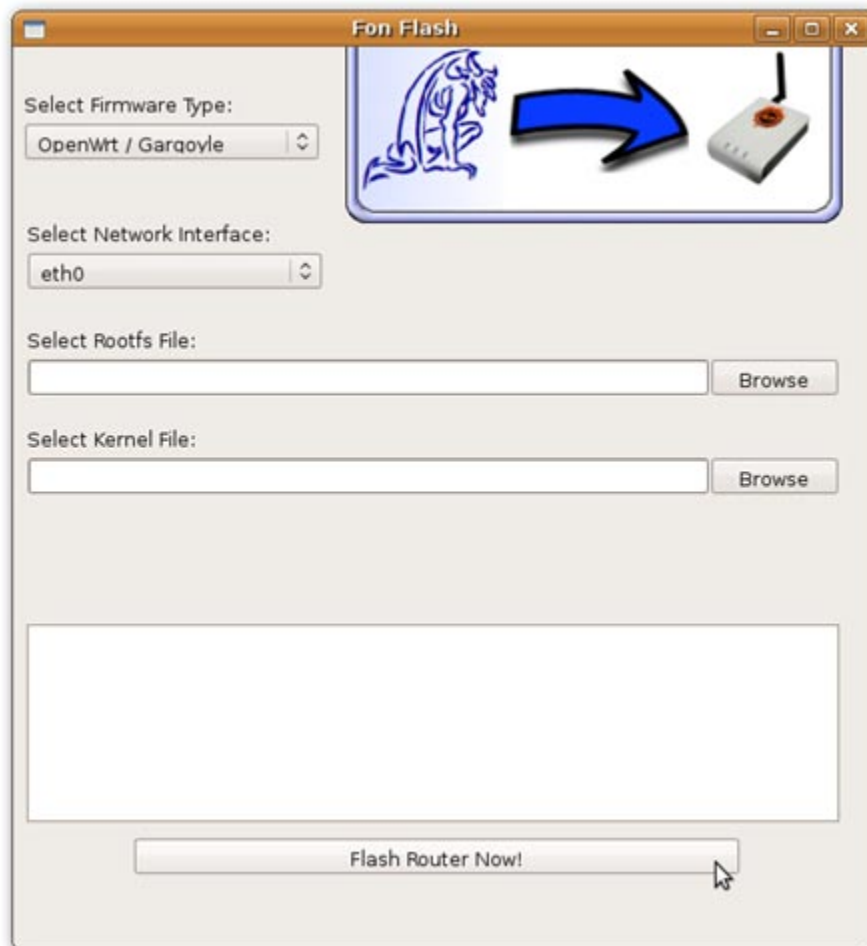 Fon Flash
Select Firmware Type:
OpenWrt / Gargoyle
Select Network Interface:
eth0
Select Rootfs File:
Browse
Select Kernel File:
Browse
Flash Router Now!